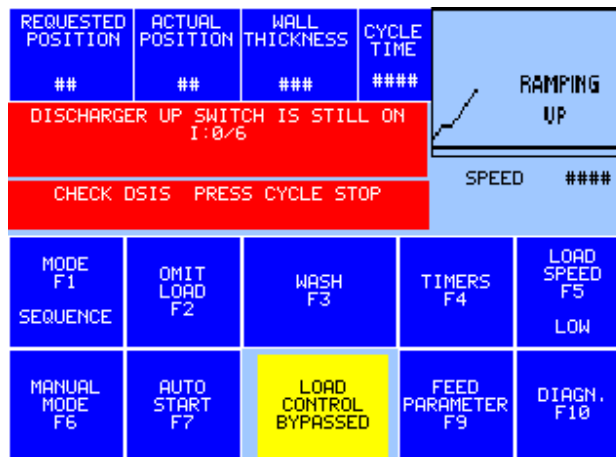 REQUESTED POSITION
##
ACTUAL POSITION
##
WALL THICKNESS
###
CYCLE TIME
####
RAMPING
UP
DISCHARGER UP SWITCH IS STILL ON
I:0/6
SPEED ####
CHECK DSIS PRESS CYCLE STOP
MODE
F1
SEQUENCE
OMIT
LOAD
F2
WASH
F3
TIMERS
F4
LOAD
SPEED
F5
LOW
MANUAL
MODE
F6
AUTO
START
F7
LOAD
CONTROL
BYPASSED
FEED
PARAMETER
F9
DIAGN.
F10